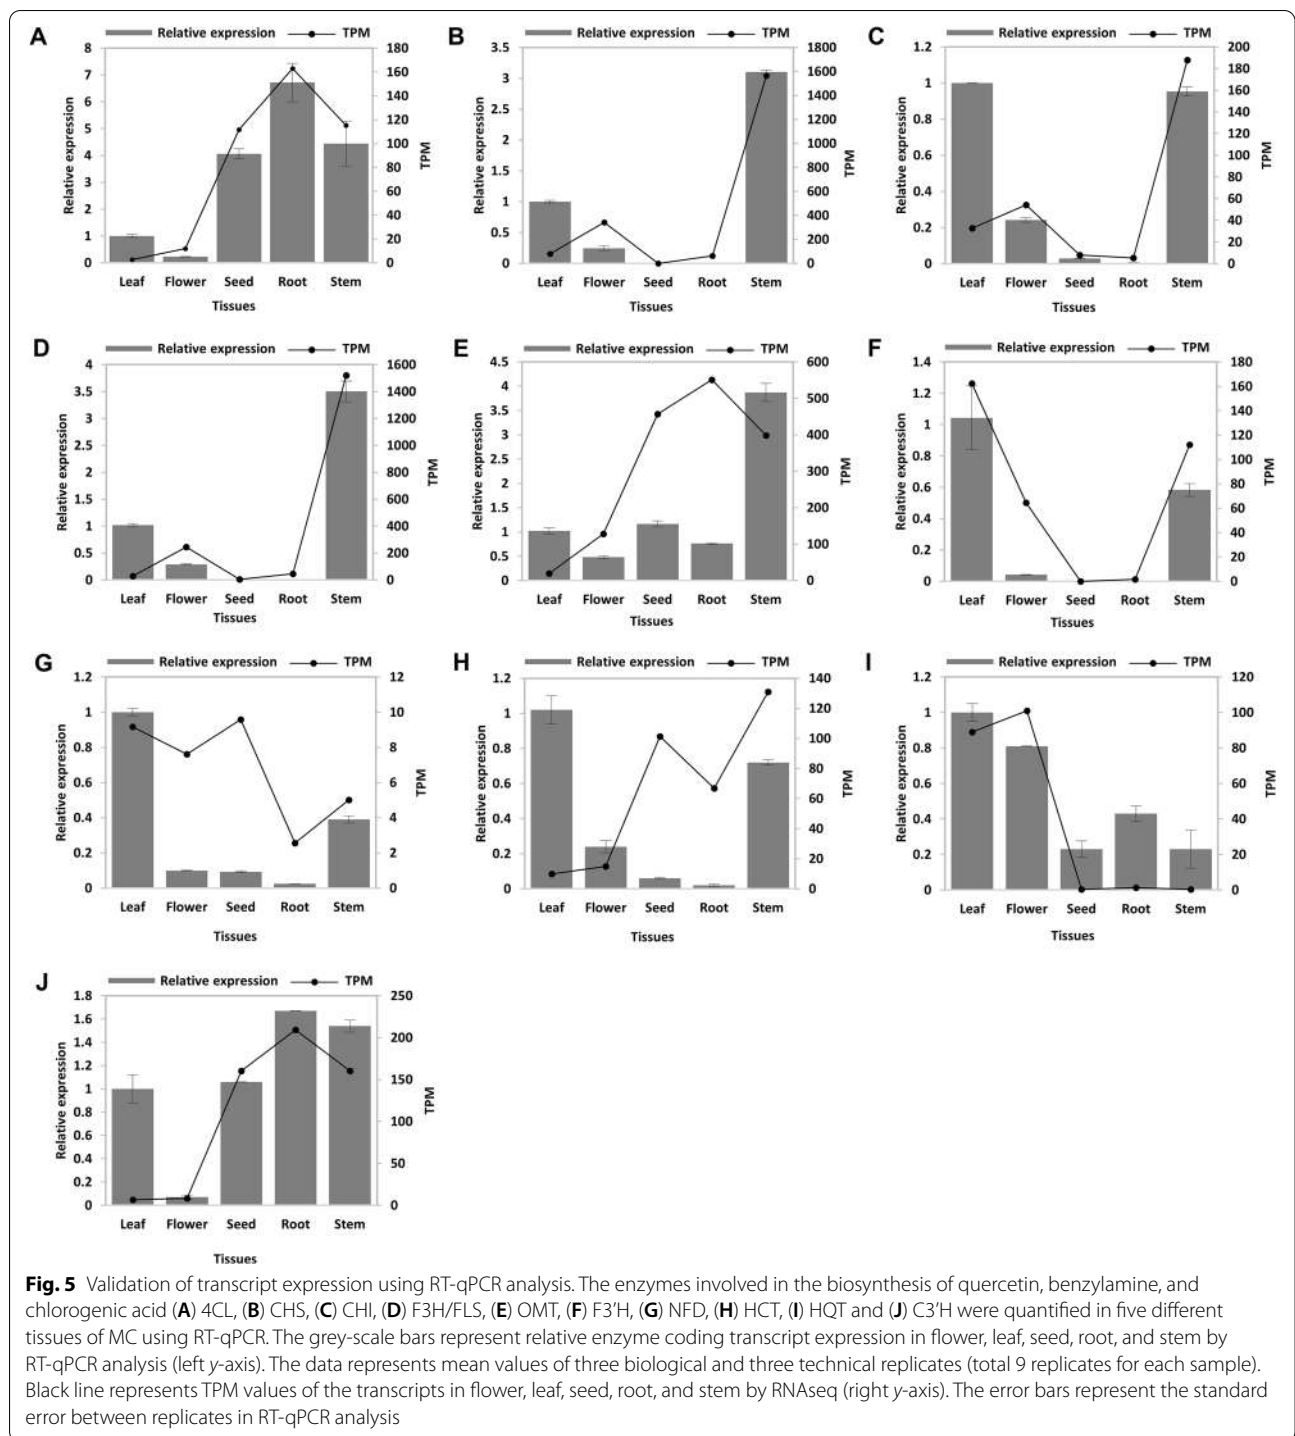 A
Relative expression TPM
8
7
6
5
4
3
2
1
0
180
160
140
120
100
80
60
40
20
0
Relative expression
TPM
Leaf Flower Seed Root Stem
Tissues
B
Relative expression TPM
3.5
3
2.5
2
1.5
1
0.5
0
1800
1600
1400
1200
1000
800
600
400
200
0
Relative expression
TPM
Leaf Flower Seed Root Stem
Tissues
C
Relative expression TPM
1.2
1
0.8
0.6
0.4
0.2
0
200
180
160
140
120
100
80
60
40
20
0
Relative expression
TPM
Leaf Flower Seed Root Stem
Tissues
D
Relative expression TPM
4
3.5
3
2.5
2
1.5
1
0.5
0
1600
1400
1200
1000
800
600
400
200
0
Relative expression
TPM
Leaf Flower Seed Root Stem
Tissues
E
Relative expression TPM
4.5
4
3.5
3
2.5
2
1.5
1
0.5
0
600
500
400
300
200
100
0
Relative expression
TPM
Leaf Flower Seed Root Stem
Tissues
F
Relative expression TPM
1.4
1.2
1
0.8
0.6
0.4
0.2
0
180
160
140
120
100
80
60
40
20
0
Relative expression
TPM
Leaf Flower Seed Root Stem
Tissues
G
Relative expression TPM
1.2
1
0.8
0.6
0.4
0.2
0
12
10
8
6
4
2
0
Relative expression
TPM
Leaf Flower Seed Root Stem
Tissues
H
Relative expression TPM
1.2
1
0.8
0.6
0.4
0.2
0
140
120
100
80
60
40
20
0
Relative expression
TPM
Leaf Flower Seed Root Stem
Tissues
I
Relative expression TPM
1.2
1
0.8
0.6
0.4
0.2
0
120
100
80
60
40
20
0
Relative expression
TPM
Leaf Flower Seed Root Stem
Tissues
J
Relative expression TPM
1.8
1.6
1.4
1.2
1
0.8
0.6
0.4
0.2
0
250
200
150
100
50
0
Relative expression
TPM
Leaf Flower Seed Root Stem
Tissues
Fig. 5 Validation of transcript expression using RT-qPCR analysis. The enzymes involved in the biosynthesis of quercetin, benzylamine, and
chlorogenic acid (A) 4CL, (B) CHS, (C) CHI, (D) F3H/FLS, (E) OMT, (F) F3'H, (G) NFD, (H) HCT, (I) HQT and (J) C3'H were quantified in five different
tissues of MC using RT-qPCR. The grey-scale bars represent relative enzyme coding transcript expression in flower, leaf, seed, root, and stem by
RT-qPCR analysis (left y-axis). The data represents mean values of three biological and three technical replicates (total 9 replicates for each sample).
Black line represents TPM values of the transcripts in flower, leaf, seed, root, and stem by RNAseq (right y-axis). The error bars represent the standard
error between replicates in RT-qPCR analysis